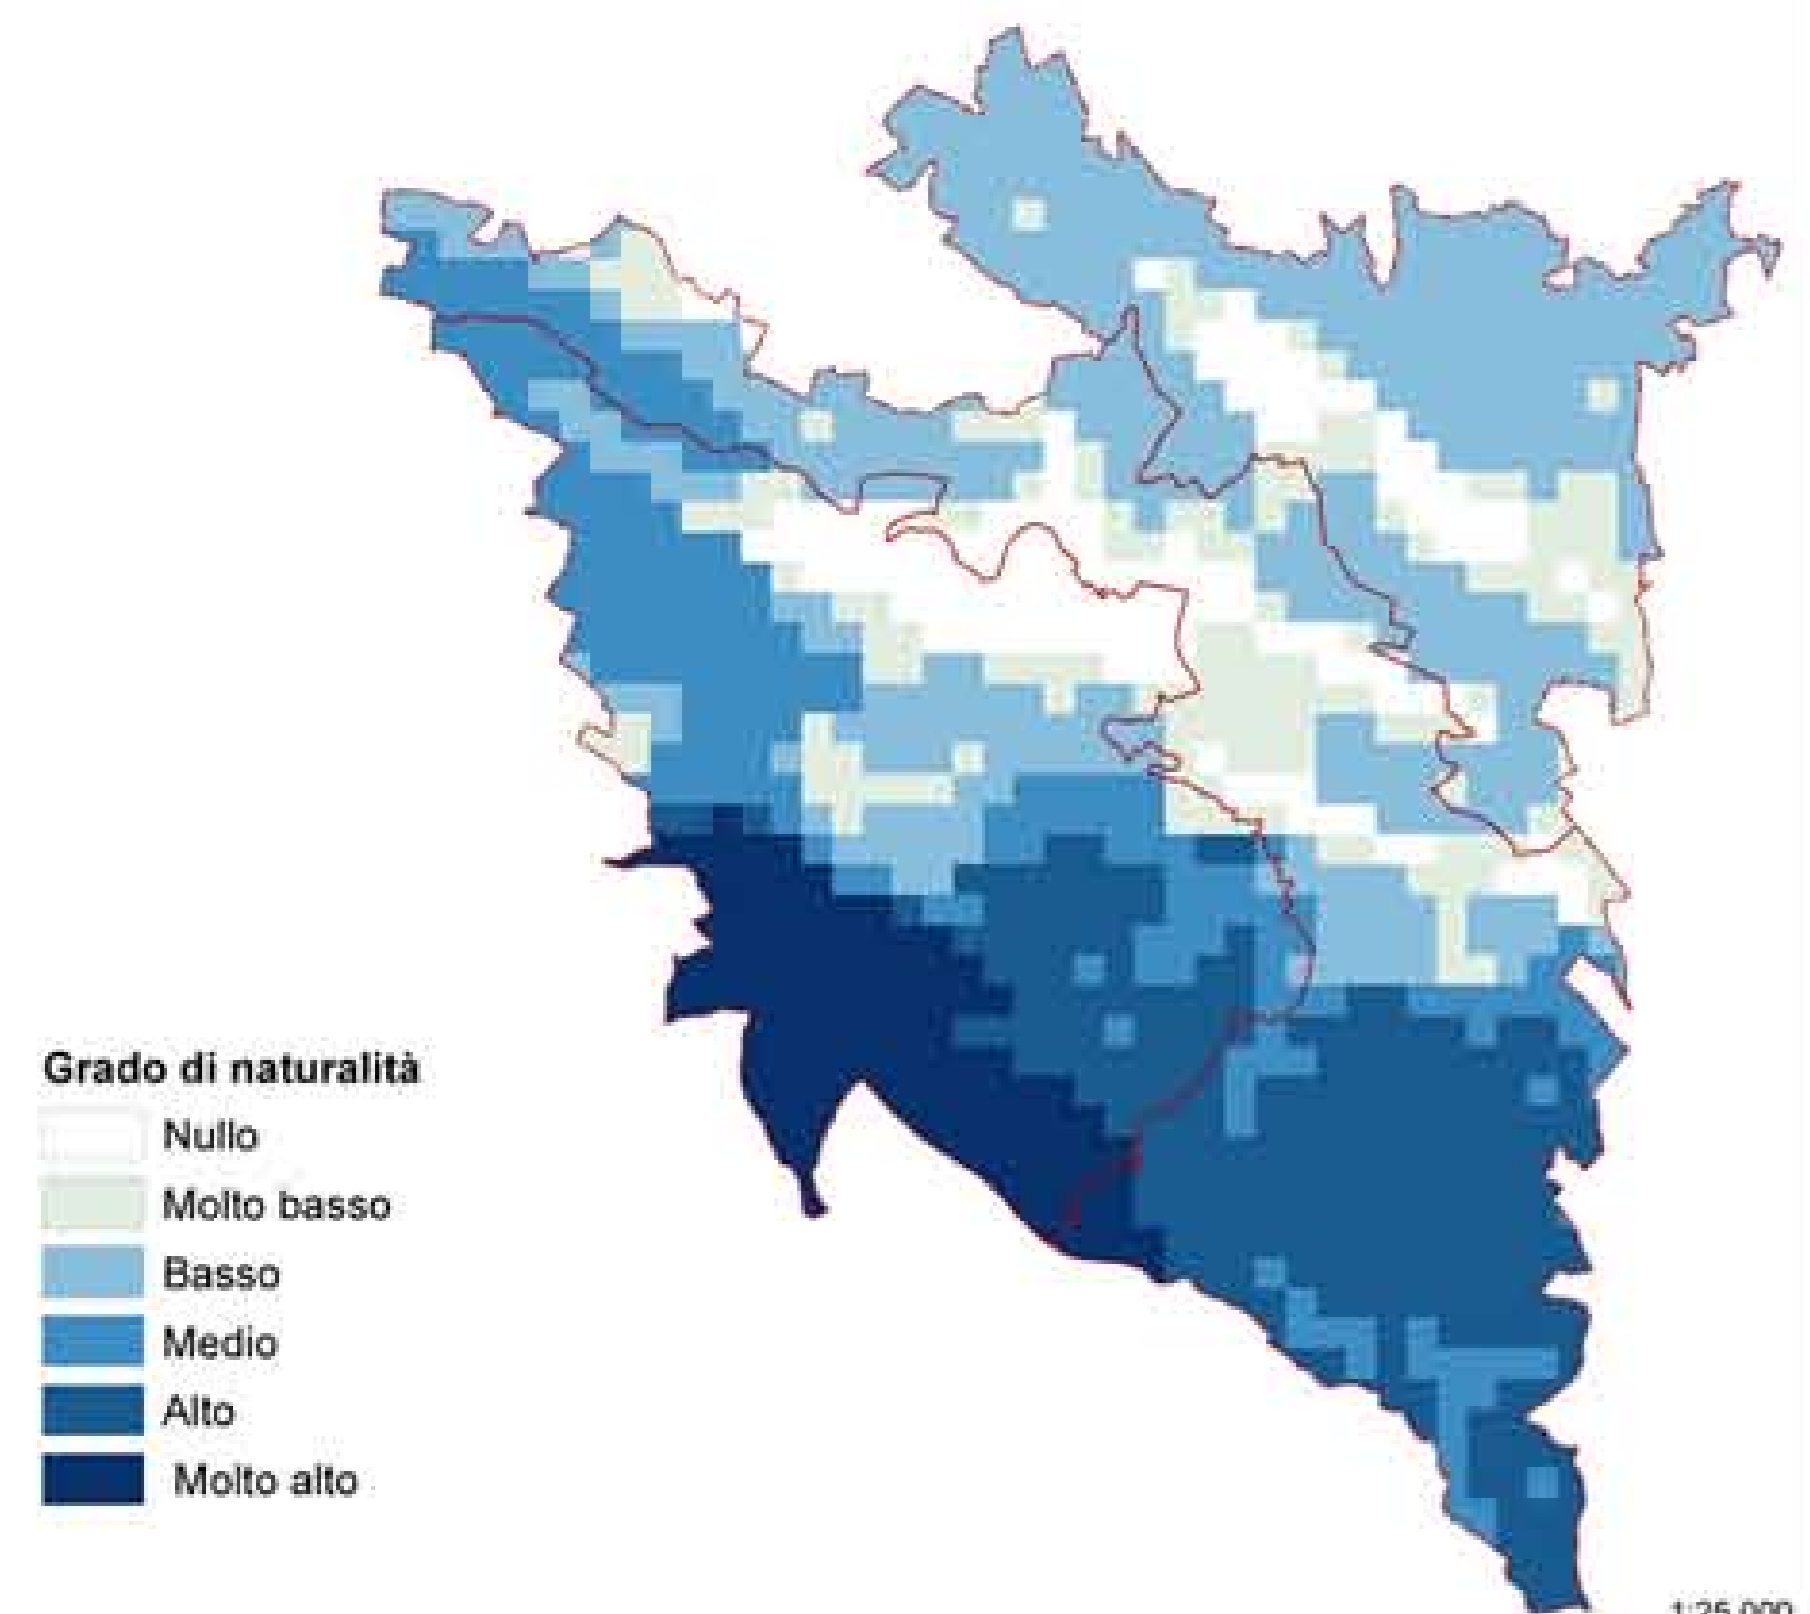 Grado di naturalità
Nullo
Molto basso
Basso
Medio
Alto
Molto alto